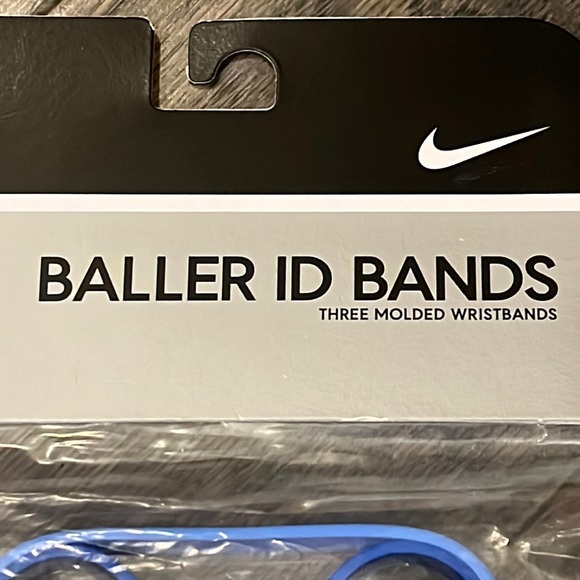 BALLER ID BANDS
THREE MOLDED WRISTBANDS